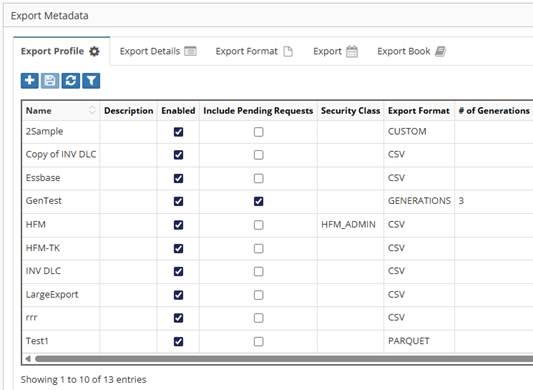 Export Metadata
Export Profile Export Details Export Format Export Export Book
Name Description Enabled Include Pending Requests Security Class Export Format # of Generations
2Sample CUSTOM
Copy of INV DLC CSV
Essbase CSV
GenTest GENERATIONS 3
HFM HFM_ADMIN CSV
HFM-TK CSV
INV DLC CSV
LargeExport CSV
rrr CSV
Test1 PARQUET
Showing 1 to 10 of 13 entries